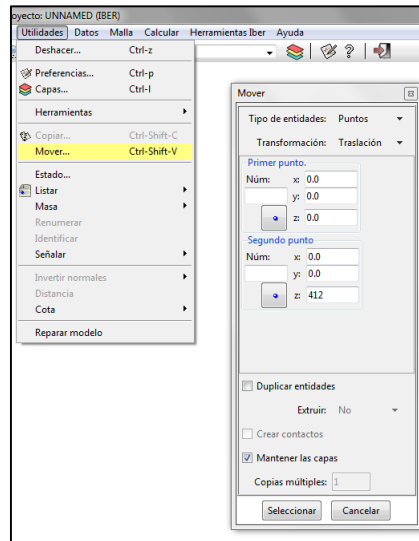 oyecto: UNNAMED (IBER)
Utilidades Datos Malla Calcular Herramientas Iber Ayuda
Deshacer... Ctrl-z
Preferencias... Ctrl-p
Capas... Ctrl-l
Herramientas
Copiar... Ctrl-Shift-C
Mover... Ctrl-Shift-V
Estado...
Listar
Masa
Renumerar
Identificar
Señalar
Invertir normales
Distancia
Cota
Reparar modelo
Mover
Tipo de entidades: Puntos
Transformación: Traslación
Primer punto.
Núm: x: 0.0
y: 0.0
z: 0.0
Segundo punto
Núm: x: 0.0
y: 0.0
z: 412
Duplicar entidades
Extruir: No
Crear contactos
Mantener las capas
Copias múltiples: 1
Seleccionar Cancelar